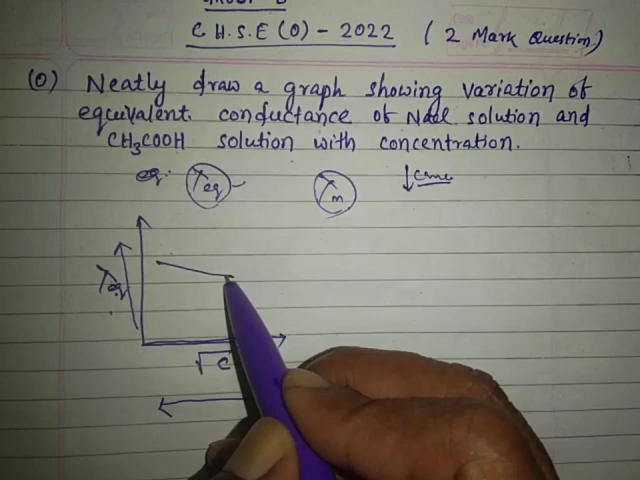 C H.S.E (O) - 2022 ( 2 Mark Question)
(O) Neatly draw a graph showing variation of
equivalent. conductance of NaCl solution and
CH3COOH solution with concentration.
eq. λeq λm ↓ conc
λeq
√C